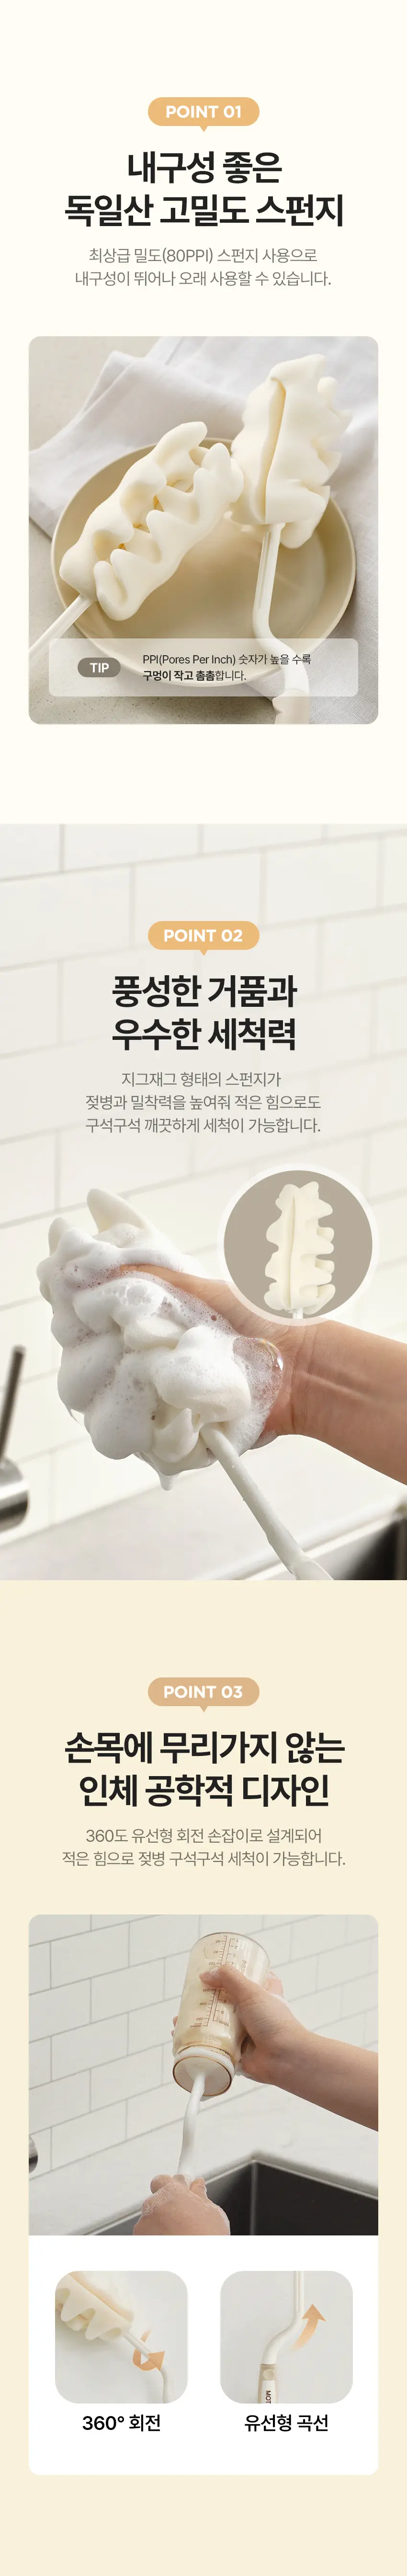 POINT 01
내구성 좋은
독일산 고밀도 스펀지
최상급 밀도(80PPI) 스펀지 사용으로
내구성이 뛰어나 오래 사용할 수 있습니다.
TIP
PPI(Pores Per Inch) 숫자가 높을 수록
구멍이 작고 촘촘합니다.
POINT 02
풍성한 거품과
우수한 세척력
지그재그 형태의 스펀지가
젖병과 밀착력을 높여줘 적은 힘으로도
구석구석 깨끗하게 세척이 가능합니다.
POINT 03
손목에 무리가지 않는
인체 공학적 디자인
360도 유선형 회전 손잡이로 설계되어
적은 힘으로 젖병 구석구석 세척이 가능합니다.
MOT
360° 회전
유선형 곡선